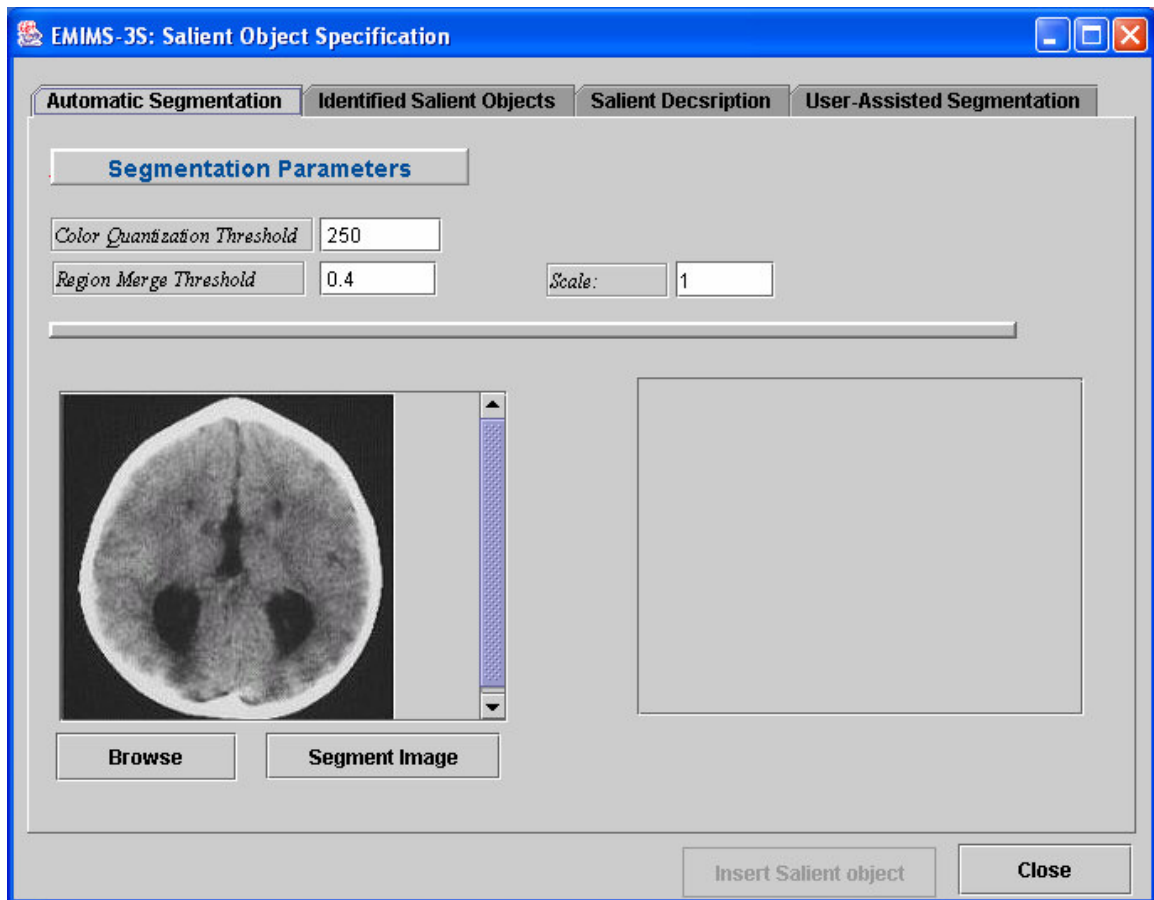 EMIMS-3S: Salient Object Specification
Automatic Segmentation
Identified Salient Objects
Salient Decsription
User-Assisted Segmentation
Segmentation Parameters
Color Quantization Threshold
250
Region Merge Threshold
0.4
Scale:
1
Browse
Segment Image
Insert Salient object
Close